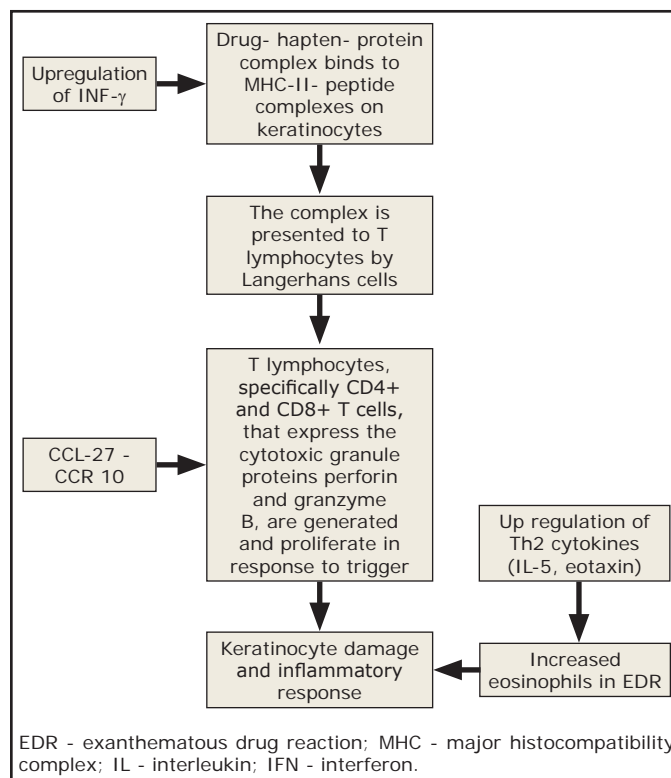 Drug- hapten- protein
complex binds to
MHC-II- peptide
complexes on
keratinocytes
Upregulation
of INF-γ
The complex is
presented to T
lymphocytes by
Langerhans cells
T lymphocytes,
specifically CD4+
and CD8+ T cells,
that express the
cytotoxic granule
proteins perforin
and granzyme
B, are generated
and proliferate in
response to trigger
CCL-27 -
CCR 10
Up regulation of
Th2 cytokines
(IL-5, eotaxin)
Keratinocyte damage
and inflammatory
response
Increased
eosinophils in EDR
EDR - exanthematous drug reaction; MHC - major histocompatibility
complex; IL - interleukin; IFN - interferon.